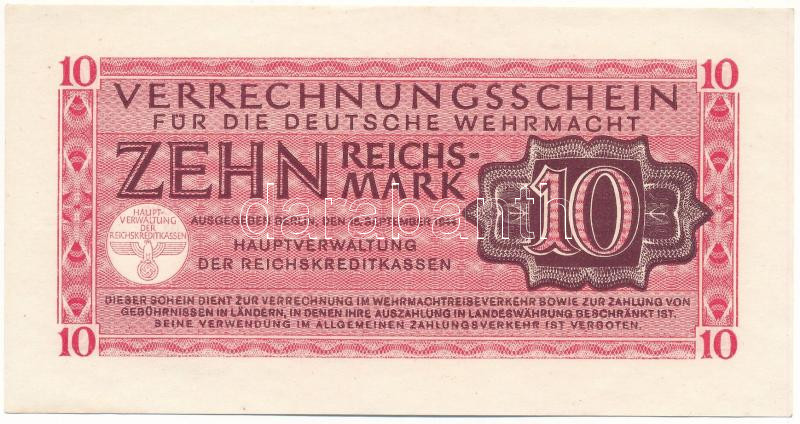 10 10
VERRECHNUNGSSCHEIN
FÜR DIE DEUTSCHE WEHRMACHT
ZEHN REICHS-
MARK
10
AUSGEGEBEN BERLIN, DEN 15. SEPTEMBER 1944
HAUPTVERWALTUNG
DER REICHSKREDITKASSEN
HAUPT-
VERWALTUNG
DER
REICHSKREDITKASSEN
darabanth
DIESER SCHEIN DIENT ZUR VERRECHNUNG IM WEHRMACHTREISEVERKEHR SOWIE ZUR ZAHLUNG VON
GEBÜHRNISSEN IN LÄNDERN, IN DENEN IHRE AUSZAHLUNG IN LANDESWÄHRUNG BESCHRÄNKT IST.
SEINE VERWENDUNG IM ALLGEMEINEN ZAHLUNGSVERKEHR IST VERBOTEN.
10 10